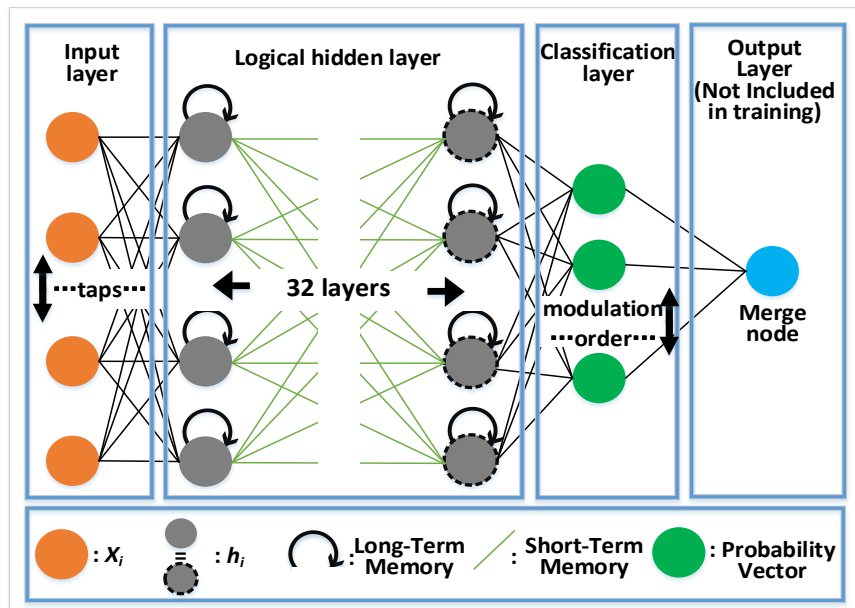 Input
layer
Logical hidden layer
Classification
layer
Output
Layer
(Not Included
in training)
···taps···
32 layers
modulation
···order···
Merge
node
: Xi
=
: hi
: Long-Term
Memory
: Short-Term
Memory
: Probability
Vector